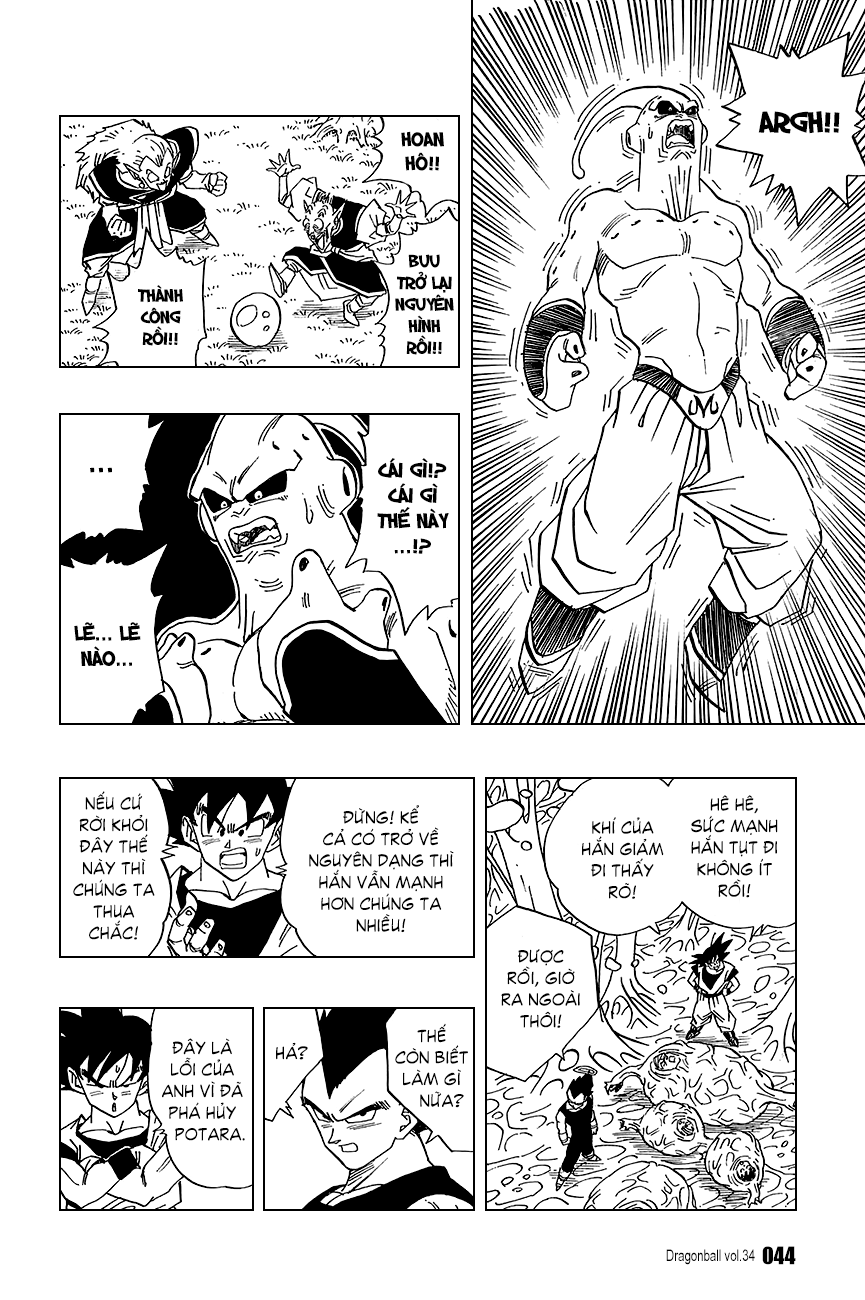 ARGH!!
HOAN
HÔ!!
BUU
TRỞ LẠI
NGUYÊN
HÌNH
RỒI!!
THÀNH
CÔNG
RỒI!!
CÁI GÌ!?
CÁI GÌ
THẾ NÀY
...!?
...
LẼ... LẼ
NÀO...
HÊ HÊ,
SỨC MẠNH
HẮN TỤT ĐI
KHÔNG ÍT
RỒI!
KHÍ CỦA
HẮN GIẢM
ĐI THẤY
RÕ!
ĐƯỢC
RỒI, GIỜ
RA NGOÀI
THÔI!
ĐỪNG! KỂ
CẢ CÓ TRỞ VỀ
NGUYÊN DẠNG THÌ
HẮN VẪN MẠNH
HƠN CHÚNG TA
NHIỀU!
NẾU CỨ
RỜI KHỎI
ĐÂY THẾ
NÀY THÌ
CHÚNG TA
THUA
CHẮC!
THẾ
CÒN BIẾT
LÀM GÌ
NỮA?
HẢ?
ĐÂY LÀ
LỖI CỦA
ANH VÌ ĐÃ
PHÁ HỦY
POTARA.
Dragonball vol.34 044